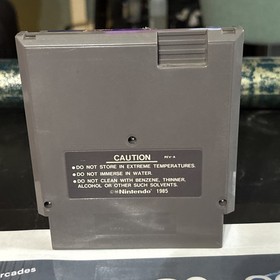 CAUTION REV-A
•DO NOT STORE IN EXTREME TEMPERATURES.
•DO NOT IMMERSE IN WATER.
•DO NOT CLEAN WITH BENZENE, THINNER,
ALCOHOL OR OTHER SUCH SOLVENTS.
©Nintendo 1985
rcades